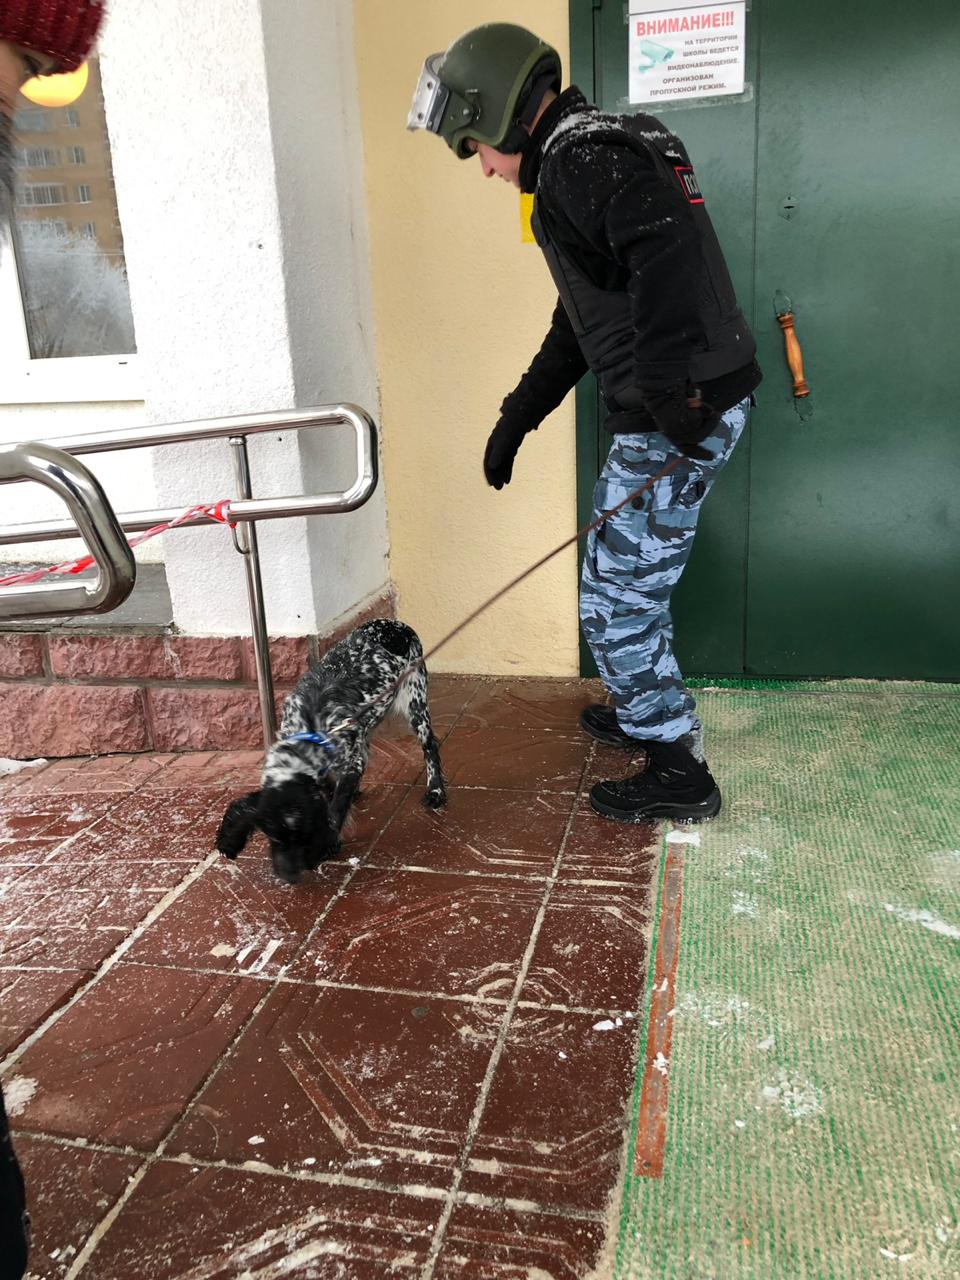 ВНИМАНИЕ!!!
НА ТЕРРИТОРИИ
ШКОЛЫ ВЕДЕТСЯ
ВИДЕОНАБЛЮДЕНИЕ.
ОРГАНИЗОВАН
ПРОПУСКНОЙ РЕЖИМ.